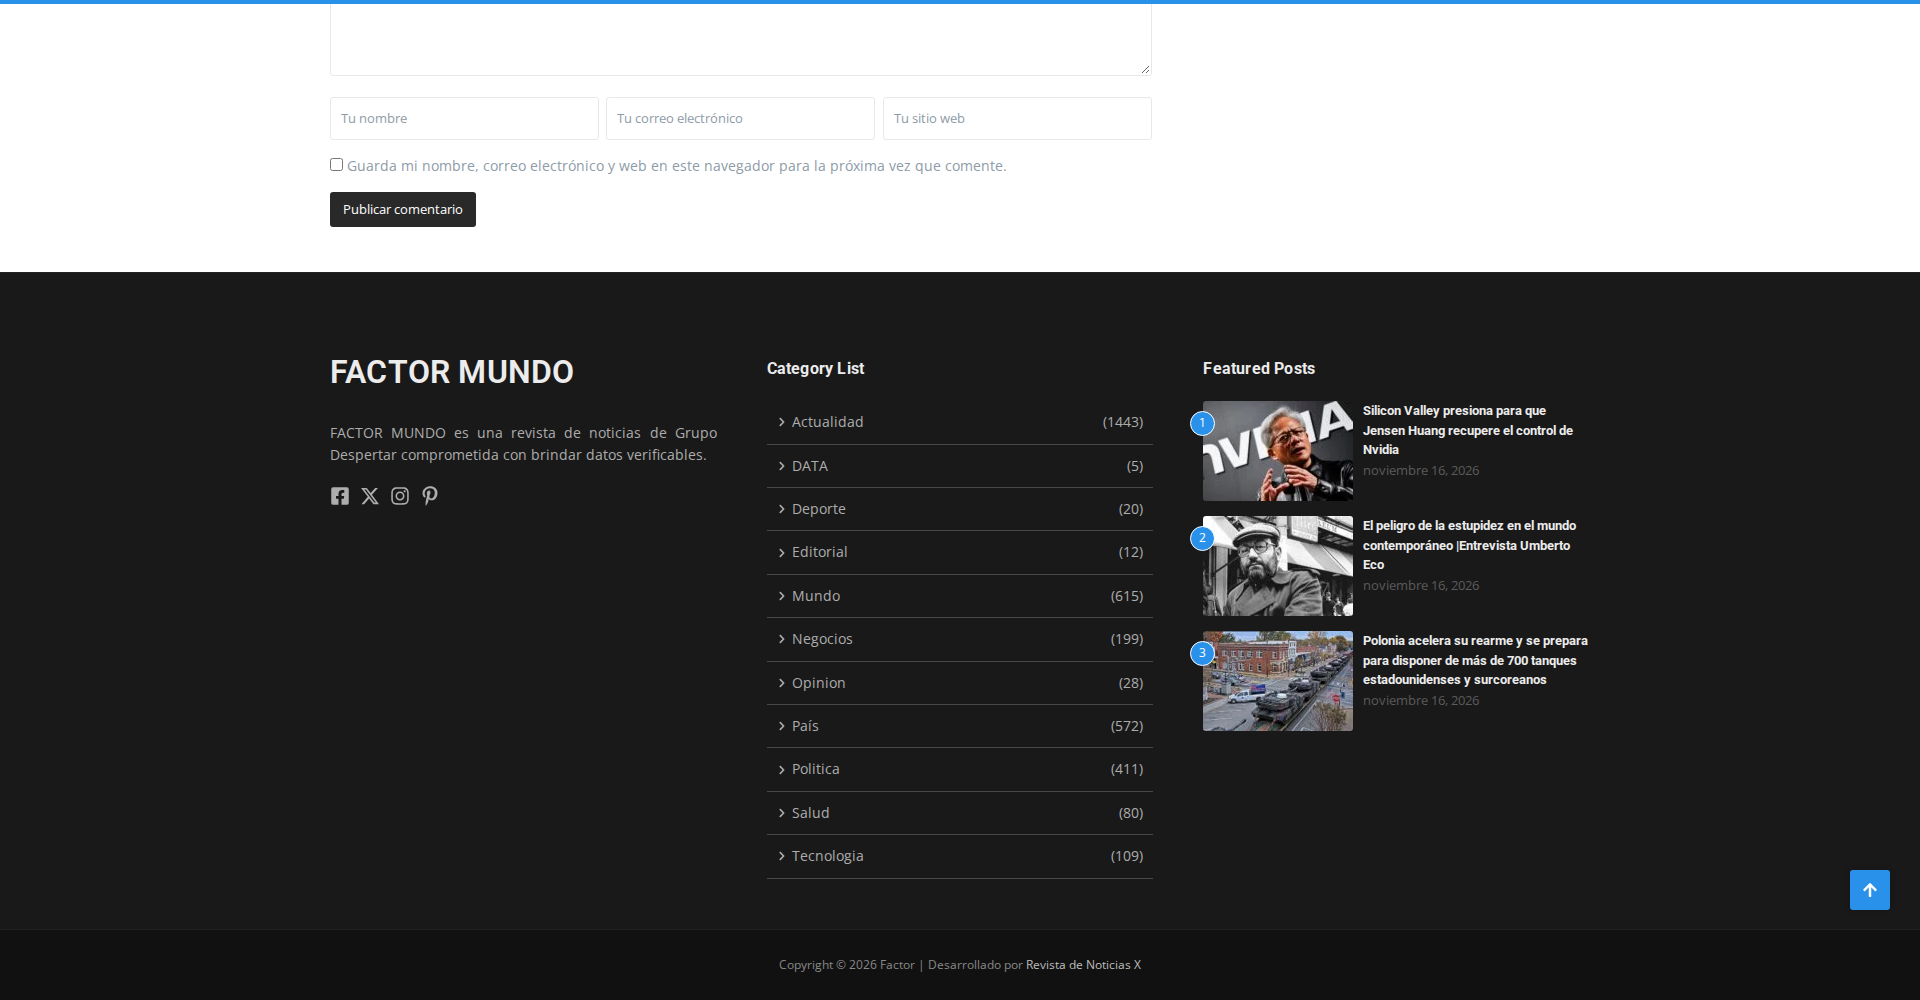 Tu nombre
Tu correo electrónico
Tu sitio web
Guarda mi nombre, correo electrónico y web en este navegador para la próxima vez que comente.
Publicar comentario
FACTOR MUNDO
FACTOR MUNDO es una revista de noticias de Grupo
Despertar comprometida con brindar datos verificables.
Category List
Actualidad (1443)
DATA (5)
Deporte (20)
Editorial (12)
Mundo (615)
Negocios (199)
Opinion (28)
País (572)
Politica (411)
Salud (80)
Tecnologia (109)
Featured Posts
1
Silicon Valley presiona para que
Jensen Huang recupere el control de
Nvidia
noviembre 16, 2026
2
El peligro de la estupidez en el mundo
contemporáneo |Entrevista Umberto
Eco
noviembre 16, 2026
3
Polonia acelera su rearme y se prepara
para disponer de más de 700 tanques
estadounidenses y surcoreanos
noviembre 16, 2026
Copyright © 2026 Factor | Desarrollado por Revista de Noticias X